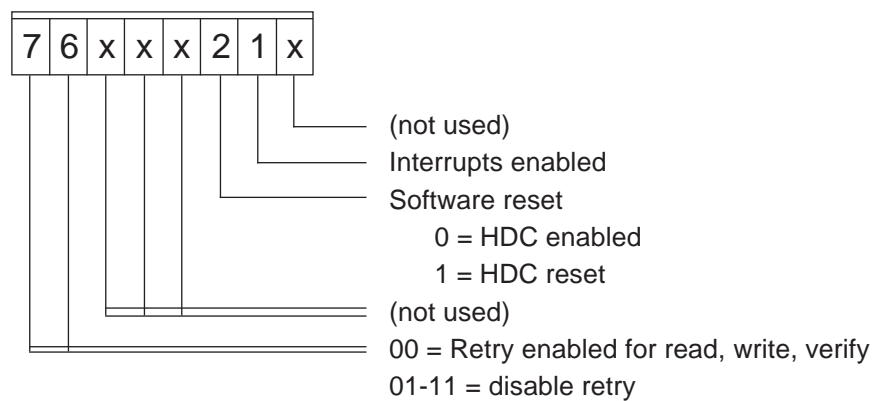 7 6 x x x 2 1 x
(not used)
Interrupts enabled
Software reset
0 = HDC enabled
1 = HDC reset
(not used)
00 = Retry enabled for read, write, verify
01-11 = disable retry